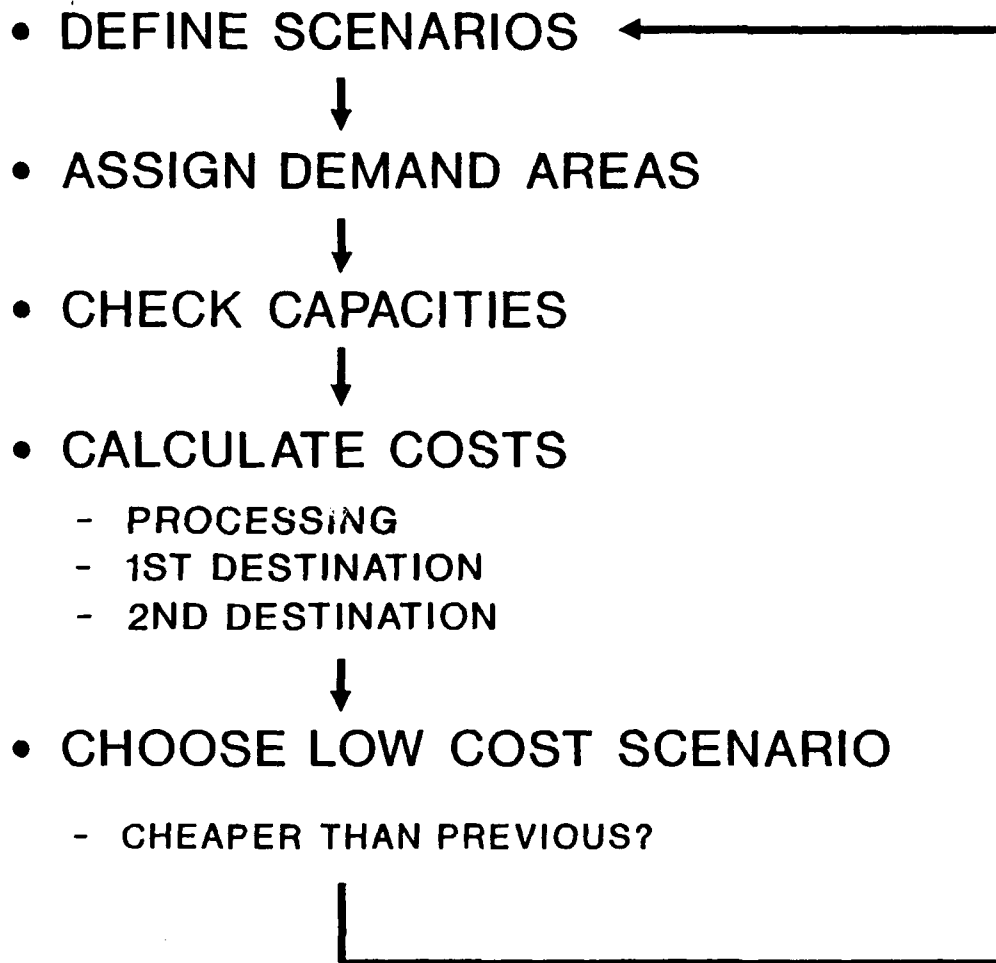 • DEFINE SCENARIOS
• ASSIGN DEMAND AREAS
• CHECK CAPACITIES
• CALCULATE COSTS
- PROCESSING
- 1ST DESTINATION
- 2ND DESTINATION
• CHOOSE LOW COST SCENARIO
- CHEAPER THAN PREVIOUS?